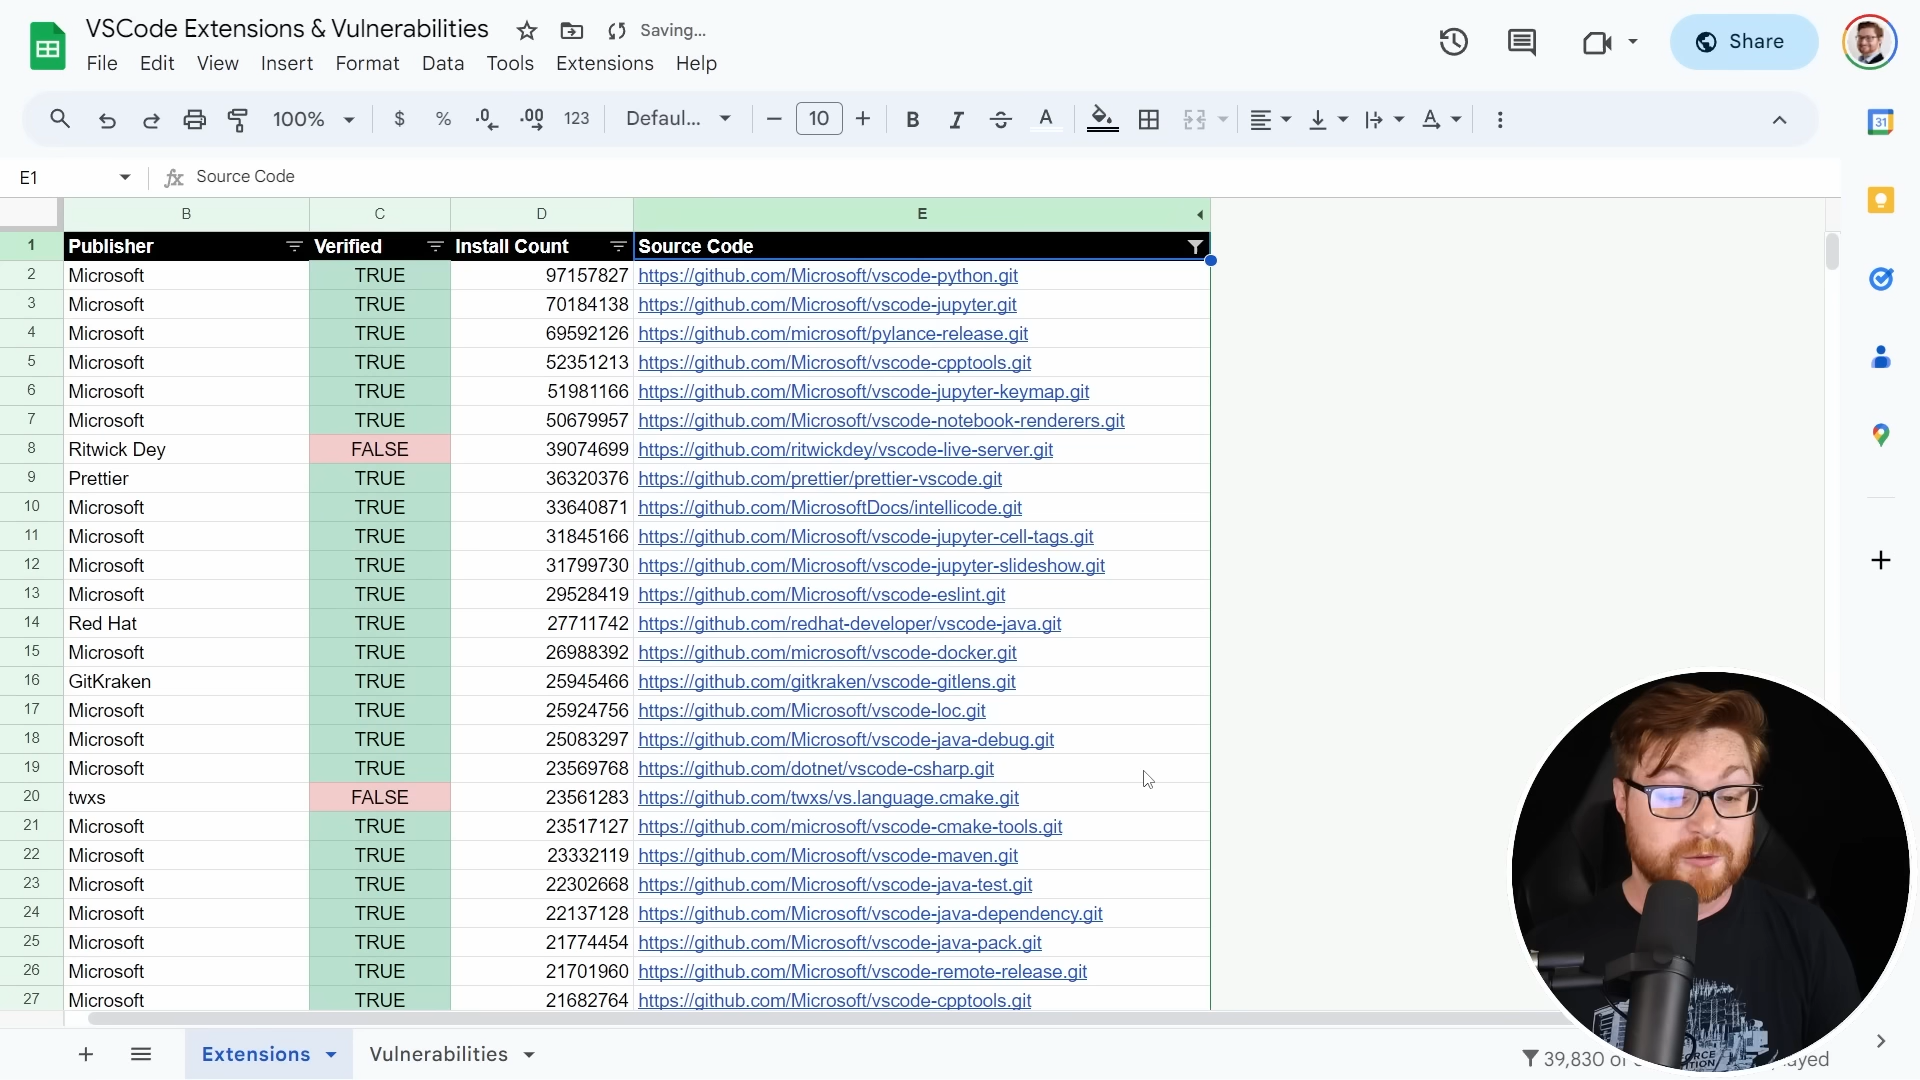 VSCode Extensions & Vulnerabilities Saving...
Share
File Edit View Insert Format Data Tools Extensions Help
100% $ % .0 .00 123 Defaul... 10 B I S A
31
E1 fx Source Code
B C D E
1 Publisher Verified Install Count Source Code
2 Microsoft TRUE 97157827 https://github.com/Microsoft/vscode-python.git
3 Microsoft TRUE 70184138 https://github.com/Microsoft/vscode-jupyter.git
4 Microsoft TRUE 69592126 https://github.com/microsoft/pylance-release.git
5 Microsoft TRUE 52351213 https://github.com/Microsoft/vscode-cpptools.git
6 Microsoft TRUE 51981166 https://github.com/Microsoft/vscode-jupyter-keymap.git
7 Microsoft TRUE 50679957 https://github.com/Microsoft/vscode-notebook-renderers.git
8 Ritwick Dey FALSE 39074699 https://github.com/ritwickdey/vscode-live-server.git
9 Prettier TRUE 36320376 https://github.com/prettier/prettier-vscode.git
10 Microsoft TRUE 33640871 https://github.com/MicrosoftDocs/intellicode.git
11 Microsoft TRUE 31845166 https://github.com/Microsoft/vscode-jupyter-cell-tags.git
12 Microsoft TRUE 31799730 https://github.com/Microsoft/vscode-jupyter-slideshow.git
13 Microsoft TRUE 29528419 https://github.com/Microsoft/vscode-eslint.git
14 Red Hat TRUE 27711742 https://github.com/redhat-developer/vscode-java.git
15 Microsoft TRUE 26988392 https://github.com/microsoft/vscode-docker.git
16 GitKraken TRUE 25945466 https://github.com/gitkraken/vscode-gitlens.git
17 Microsoft TRUE 25924756 https://github.com/Microsoft/vscode-loc.git
18 Microsoft TRUE 25083297 https://github.com/Microsoft/vscode-java-debug.git
19 Microsoft TRUE 23569768 https://github.com/dotnet/vscode-csharp.git
20 twxs FALSE 23561283 https://github.com/twxs/vs.language.cmake.git
21 Microsoft TRUE 23517127 https://github.com/microsoft/vscode-cmake-tools.git
22 Microsoft TRUE 23332119 https://github.com/Microsoft/vscode-maven.git
23 Microsoft TRUE 22302668 https://github.com/Microsoft/vscode-java-test.git
24 Microsoft TRUE 22137128 https://github.com/Microsoft/vscode-java-dependency.git
25 Microsoft TRUE 21774454 https://github.com/Microsoft/vscode-java-pack.git
26 Microsoft TRUE 21701960 https://github.com/Microsoft/vscode-remote-release.git
27 Microsoft TRUE 21682764 https://github.com/Microsoft/vscode-cpptools.git
Extensions Vulnerabilities
39,830